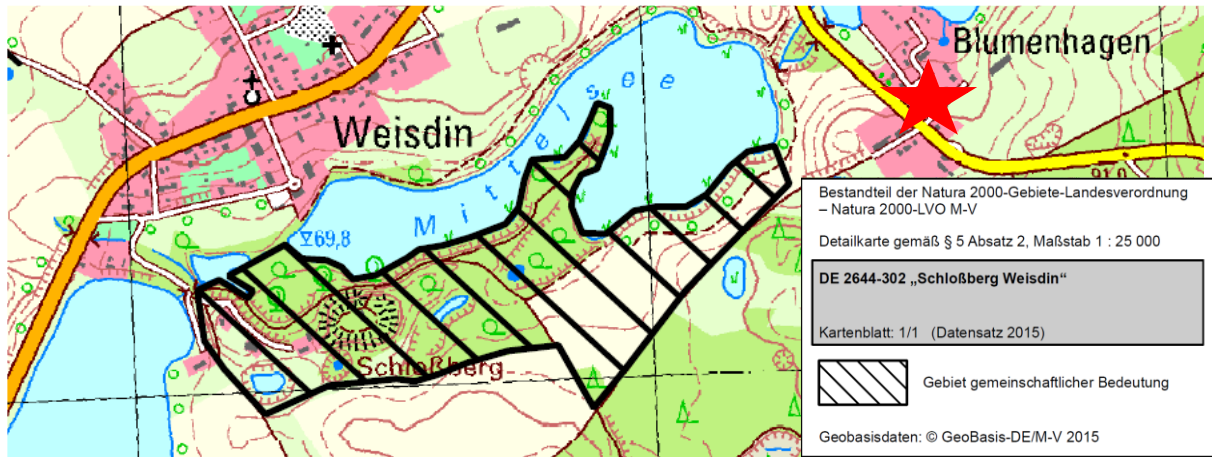 Blumenhagen
Weisdin
Mittelsee
69,8
Schloßberg
91,0
Bestandteil der Natura 2000-Gebiete-Landesverordnung
– Natura 2000-LVO M-V
Detailkarte gemäß § 5 Absatz 2, Maßstab 1 : 25 000
DE 2644-302 „Schloßberg Weisdin“
Kartenblatt: 1/1 (Datensatz 2015)
Gebiet gemeinschaftlicher Bedeutung
Geobasisdaten: © GeoBasis-DE/M-V 2015